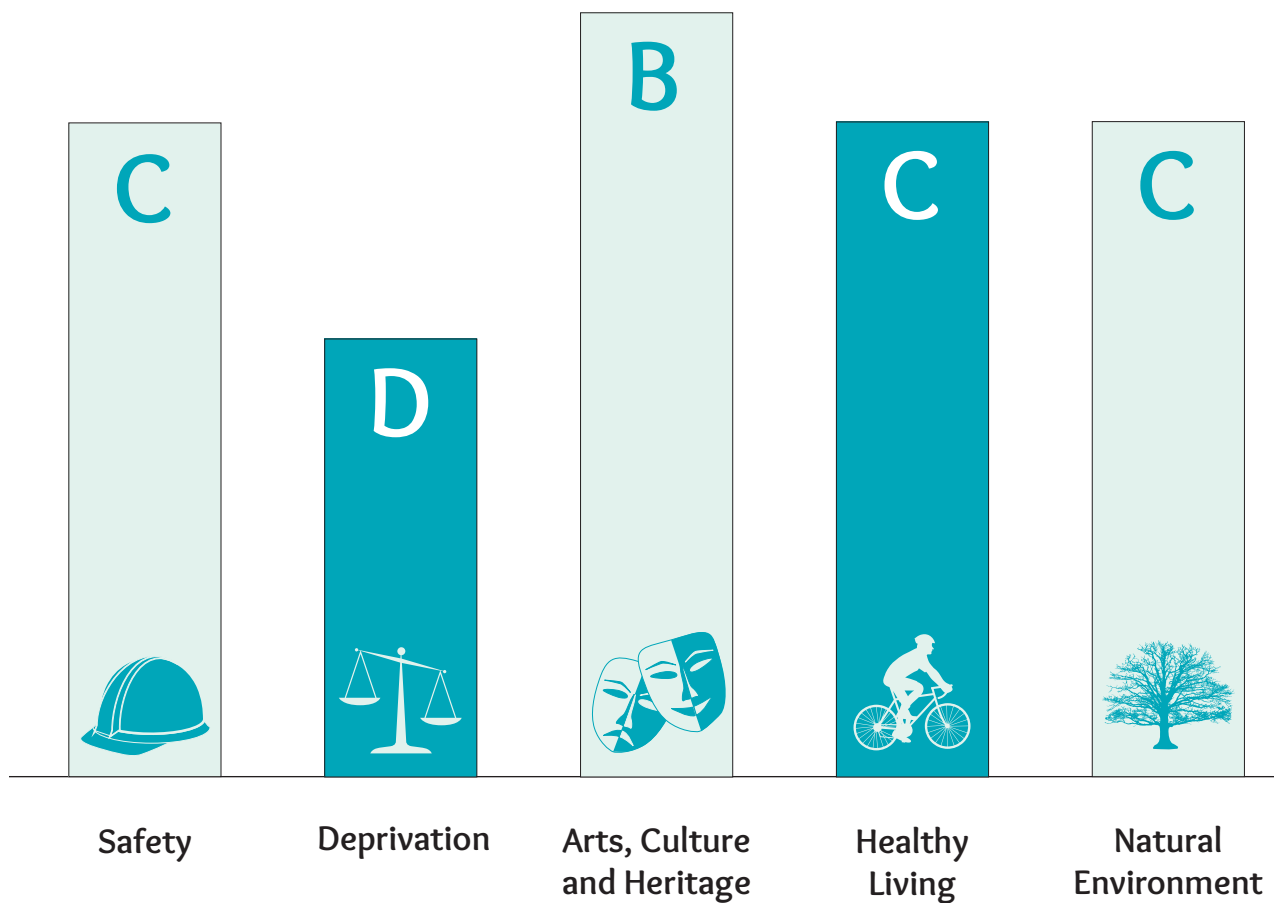 B
C
C
C
D
Safety
Deprivation
Arts, Culture
and Heritage
Healthy
Living
Natural
Environment